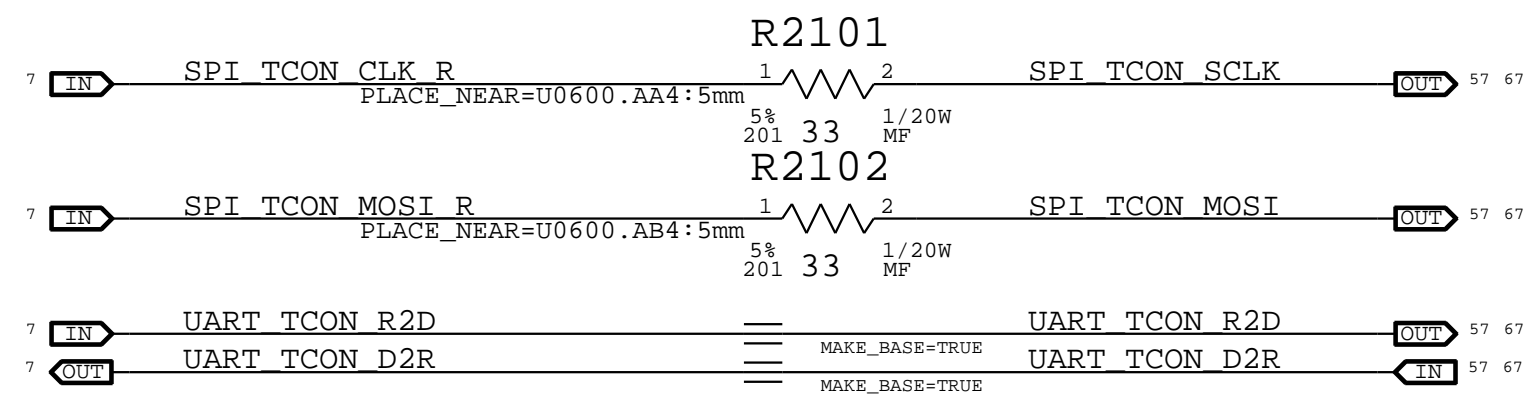 R2101
7 IN SPI_TCON_CLK_R 1 2 SPI_TCON_SCLK OUT 57 67
PLACE_NEAR=U0600.AA4:5mm
5% 1/20W
201 33 MF
R2102
7 IN SPI_TCON_MOSI_R 1 2 SPI_TCON_MOSI OUT 57 67
PLACE_NEAR=U0600.AB4:5mm
5% 1/20W
201 33 MF
7 IN UART_TCON_R2D UART_TCON_R2D OUT 57 67
MAKE_BASE=TRUE
7 OUT UART_TCON_D2R UART_TCON_D2R IN 57 67
MAKE_BASE=TRUE